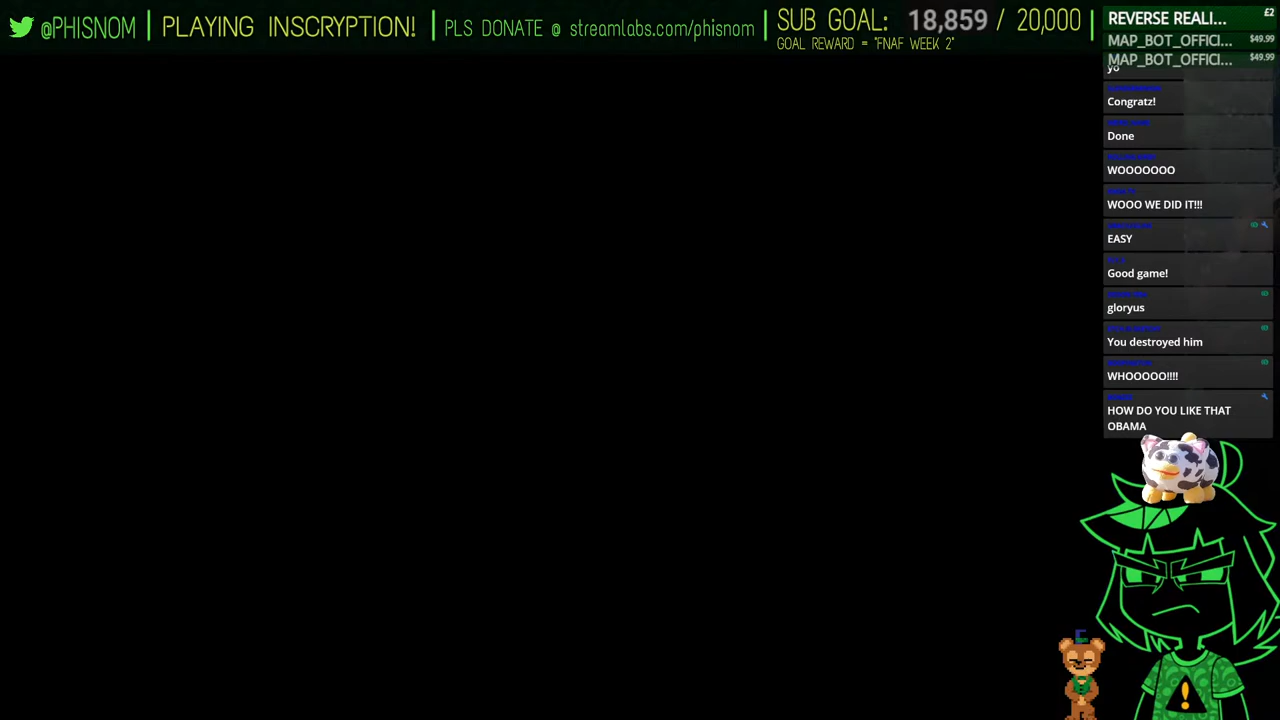 @PHISNOM
PLAYING INSCRYPTION!
PLS DONATE @ streamlabs.com/phisnom
SUB GOAL: 18,859 / 20,000
GOAL REWARD = "FNAF WEEK 2"
REVERSE REALI... £2
MAP_BOT_OFFICI... $49.99
MAP_BOT_OFFICI... $49.99
yo
Congratz!
Done
WOOOOOOO
WOOO WE DID IT!!!
EASY
Good game!
gloryus
You destroyed him
WHOOOOO!!!!
HOW DO YOU LIKE THAT
OBAMA